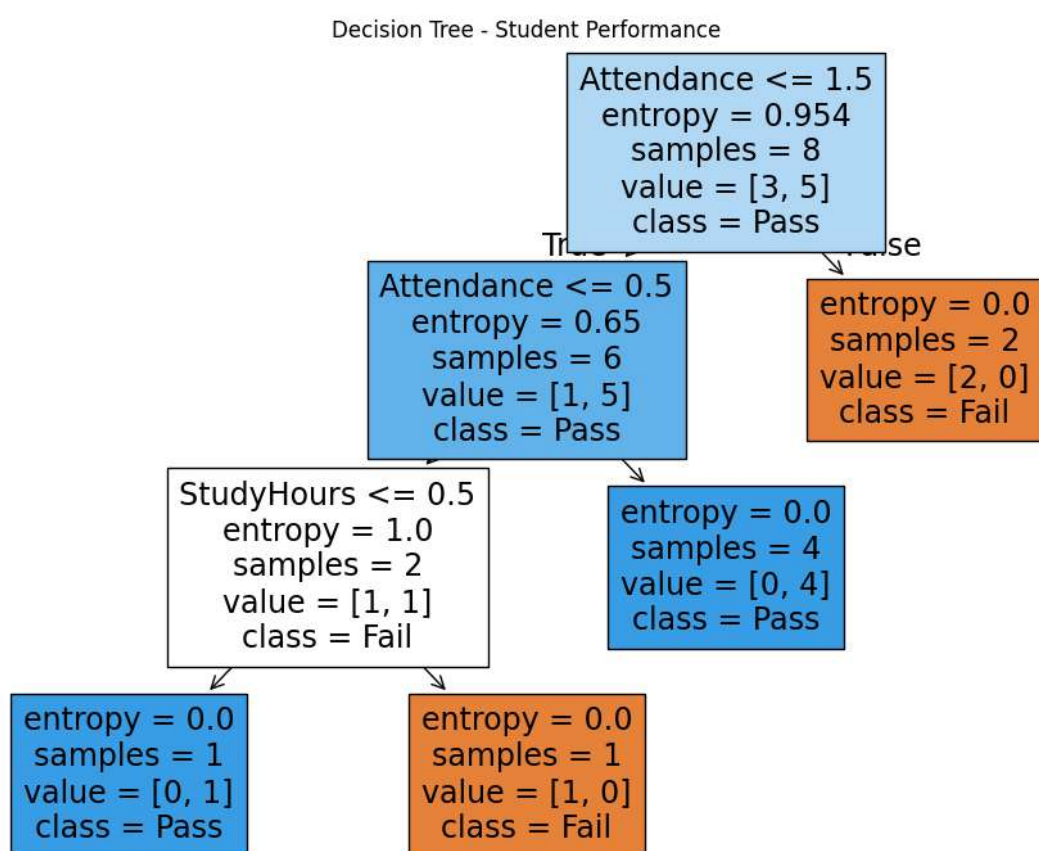 Decision Tree - Student Performance
Attendance <= 1.5
entropy = 0.954
samples = 8
value = [3, 5]
class = Pass
True
False
Attendance <= 0.5
entropy = 0.65
samples = 6
value = [1, 5]
class = Pass
entropy = 0.0
samples = 2
value = [2, 0]
class = Fail
StudyHours <= 0.5
entropy = 1.0
samples = 2
value = [1, 1]
class = Fail
entropy = 0.0
samples = 4
value = [0, 4]
class = Pass
entropy = 0.0
samples = 1
value = [0, 1]
class = Pass
entropy = 0.0
samples = 1
value = [1, 0]
class = Fail